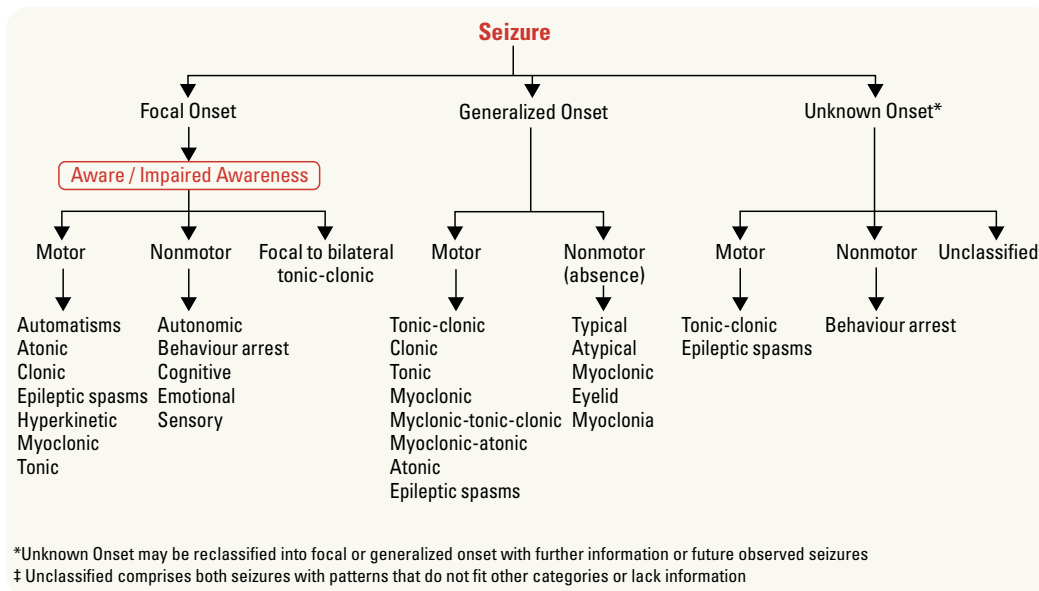 Seizure
Focal Onset
Generalized Onset
Unknown Onset*
Aware / Impaired Awareness
Motor
Nonmotor
Focal to bilateral
tonic-clonic
Motor
Nonmotor
(absence)
Motor
Nonmotor
Unclassified
Automatisms
Atonic
Clonic
Epileptic spasms
Hyperkinetic
Myoclonic
Tonic
Autonomic
Behaviour arrest
Cognitive
Emotional
Sensory
Tonic-clonic
Clonic
Tonic
Myoclonic
Myclonic-tonic-clonic
Myoclonic-atonic
Atonic
Epileptic spasms
Typical
Atypical
Myoclonic
Eyelid
Myoclonia
Tonic-clonic
Epileptic spasms
Behaviour arrest
*Unknown Onset may be reclassified into focal or generalized onset with further information or future observed seizures
‡ Unclassified comprises both seizures with patterns that do not fit other categories or lack information